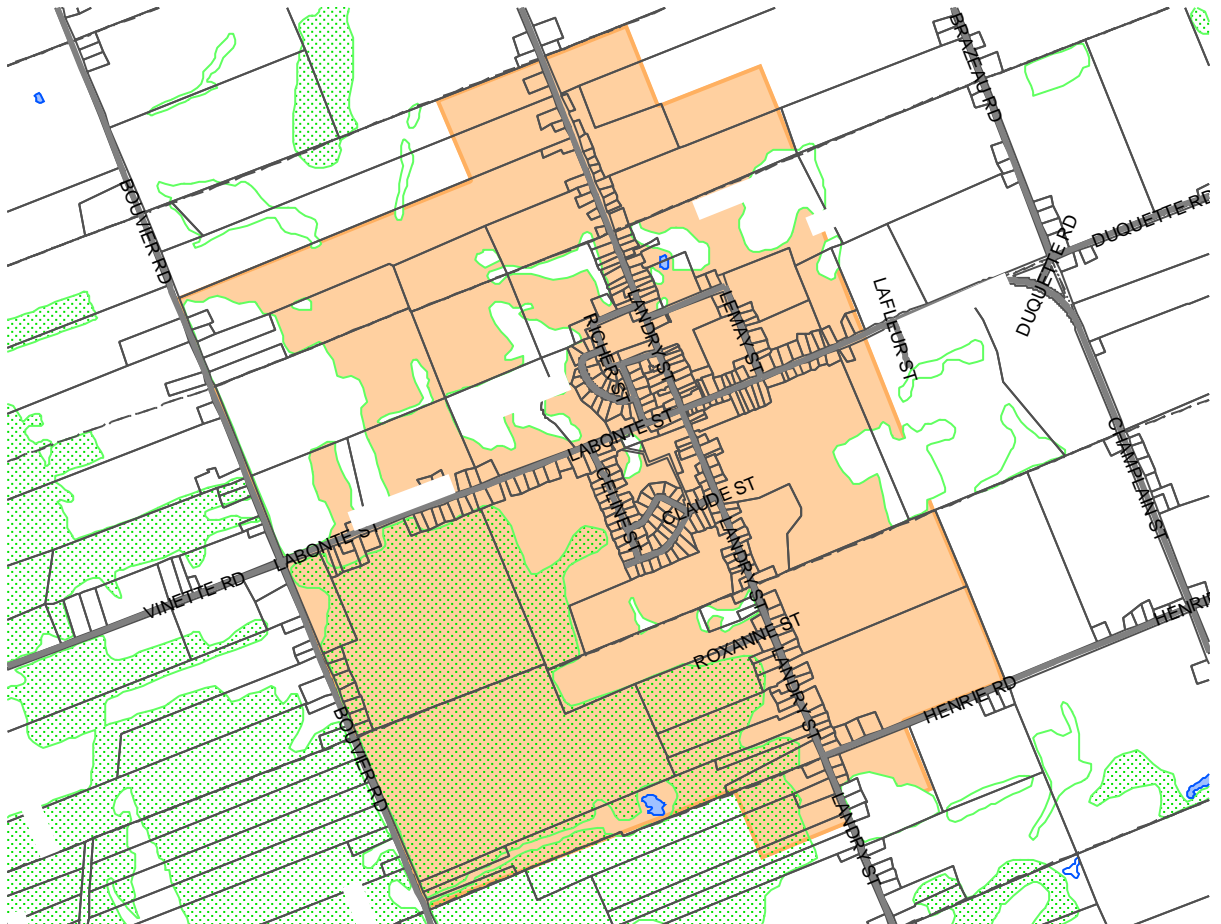 BRAZEAU RD
BOUVIER RD
DUQUETTE RD
DUQUETTE RD
LAFLEUR ST
LANDRY ST
LEMAY ST
RICHER ST
LABONTE ST
CHAMPLAIN ST
CELINE ST
CLAUDE ST
LABONTE ST
LANDRY ST
VINETTE RD
HENRIE
ROXANNE ST
LANDRY ST
HENRIE RD
BOUVIER RD
LANDRY ST